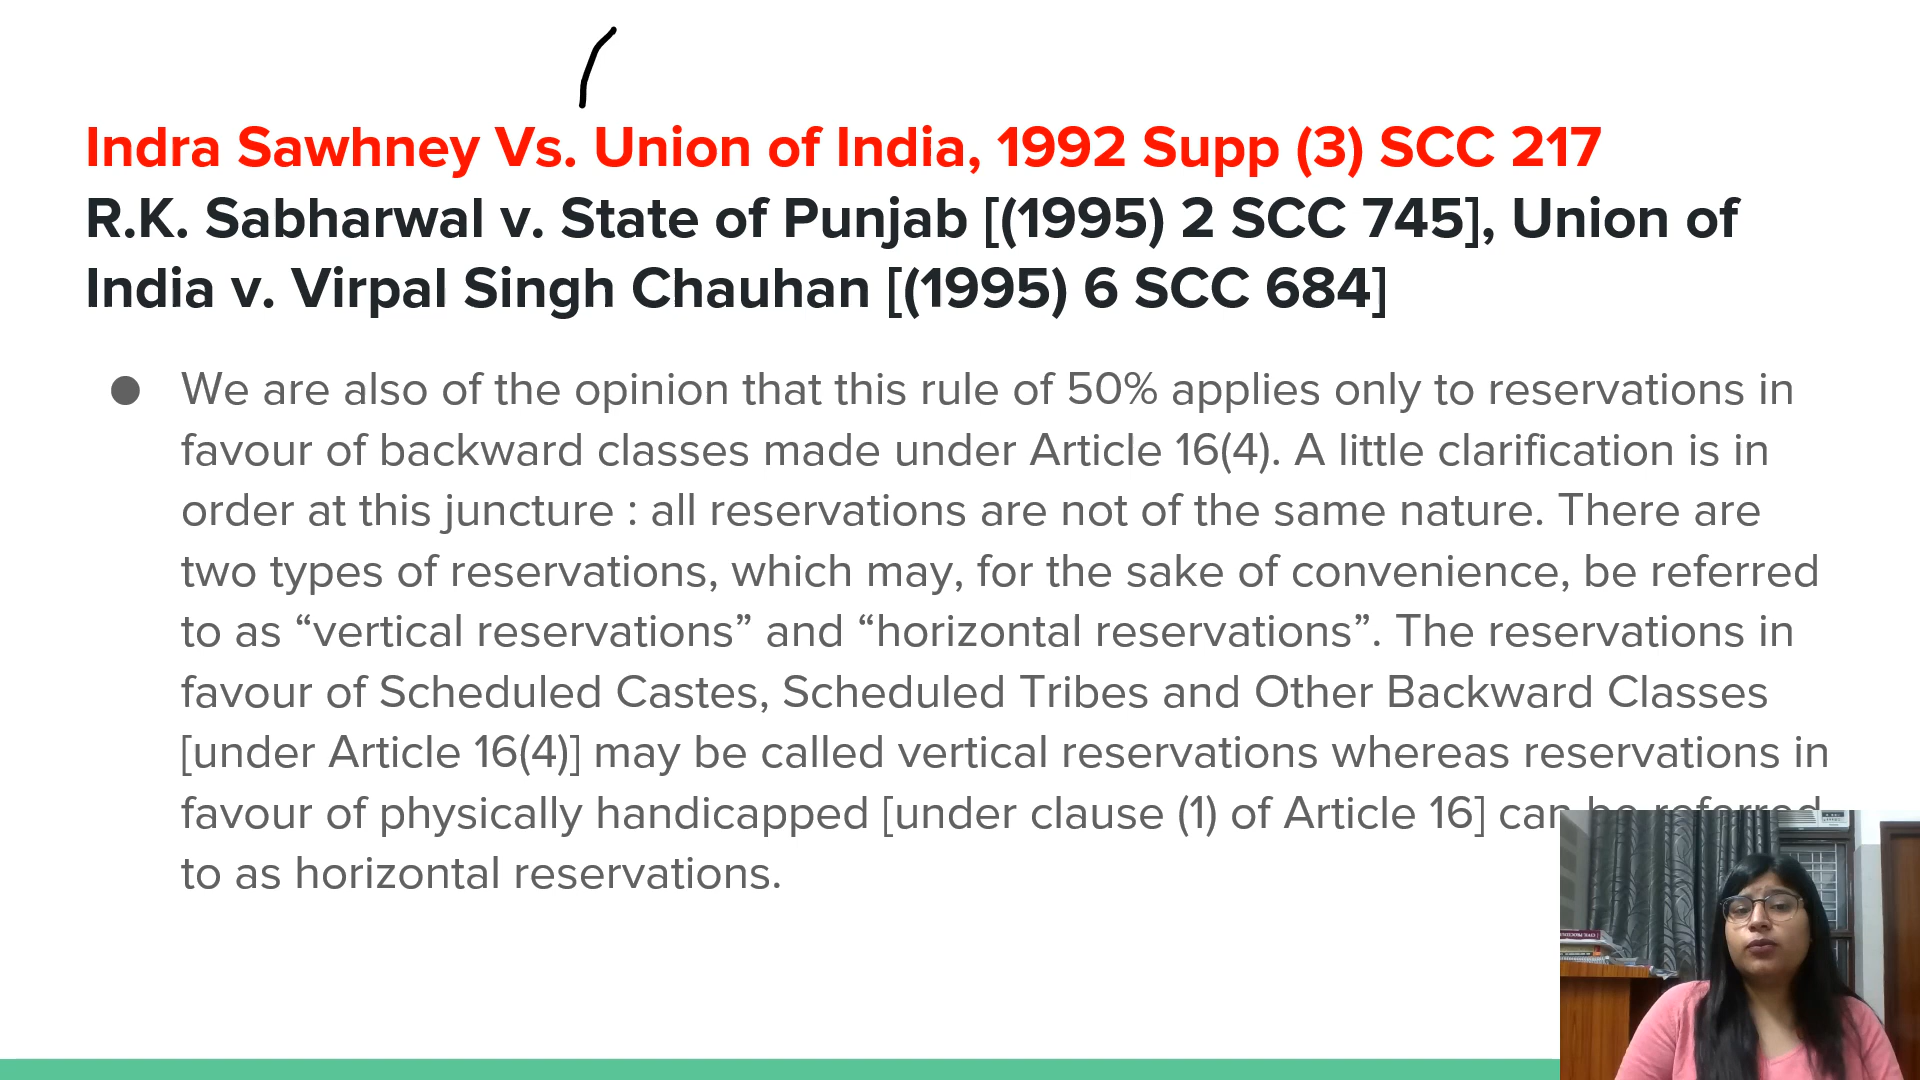 Indra Sawhney Vs. Union of India, 1992 Supp (3) SCC 217
R.K. Sabharwal v. State of Punjab [(1995) 2 SCC 745], Union of
India v. Virpal Singh Chauhan [(1995) 6 SCC 684]
● We are also of the opinion that this rule of 50% applies only to reservations in
favour of backward classes made under Article 16(4). A little clarification is in
order at this juncture : all reservations are not of the same nature. There are
two types of reservations, which may, for the sake of convenience, be referred
to as “vertical reservations” and “horizontal reservations”. The reservations in
favour of Scheduled Castes, Scheduled Tribes and Other Backward Classes
[under Article 16(4)] may be called vertical reservations whereas reservations in
favour of physically handicapped [under clause (1) of Article 16] can be referred
to as horizontal reservations.